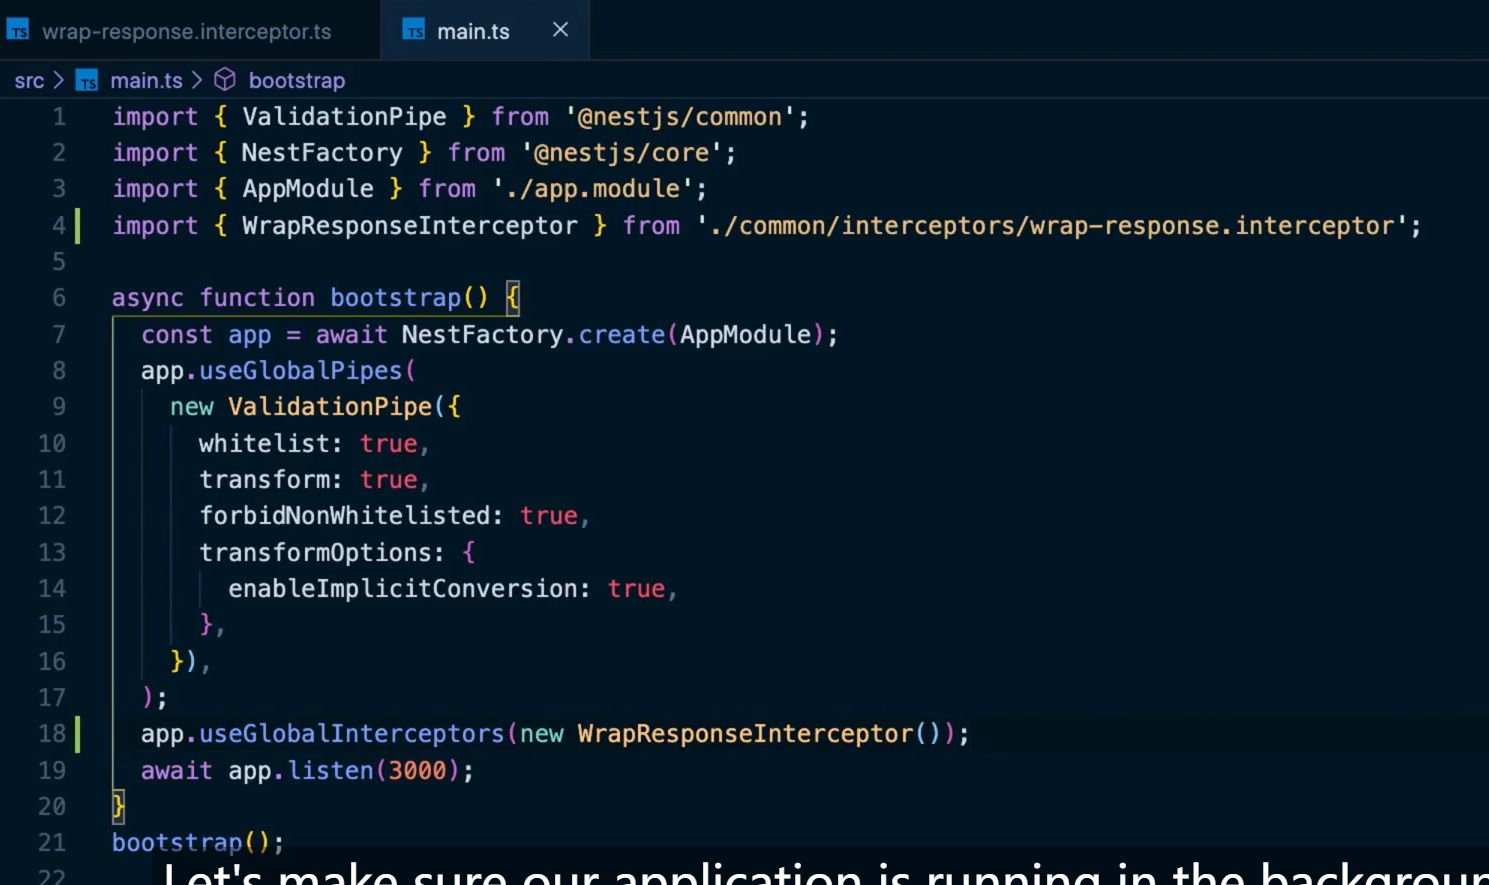 TS wrap-response.interceptor.ts TS main.ts ×
src > TS main.ts > bootstrap
1 import { ValidationPipe } from '@nestjs/common';
2 import { NestFactory } from '@nestjs/core';
3 import { AppModule } from './app.module';
4 import { WrapResponseInterceptor } from './common/interceptors/wrap-response.interceptor';
5
6 async function bootstrap() {
7 const app = await NestFactory.create(AppModule);
8 app.useGlobalPipes(
9 new ValidationPipe({
10 whitelist: true,
11 transform: true,
12 forbidNonWhitelisted: true,
13 transformOptions: {
14 enableImplicitConversion: true,
15 },
16 }),
17 );
18 app.useGlobalInterceptors(new WrapResponseInterceptor());
19 await app.listen(3000);
20 }
21 bootstrap();
22
Let's make sure our application is running in the